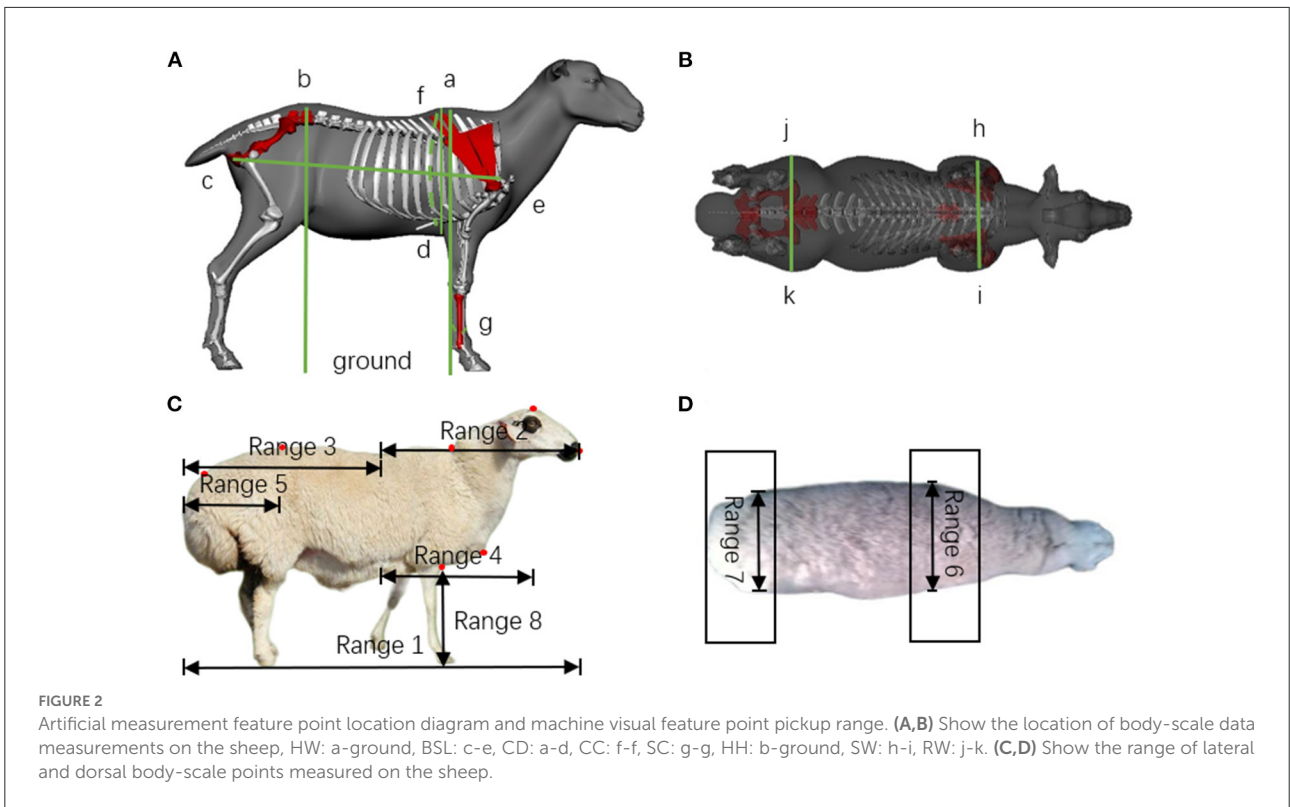 A
b
f
a
c
e
d
g
ground
B
j
h
k
i
C
Range 2
Range 3
Range 5
Range 4
Range 8
Range 1
D
Range 7
Range 6
FIGURE 2
Artificial measurement feature point location diagram and machine visual feature point pickup range. (A,B) Show the location of body-scale data
measurements on the sheep, HW: a-ground, BSL: c-e, CD: a-d, CC: f-f, SC: g-g, HH: b-ground, SW: h-i, RW: j-k. (C,D) Show the range of lateral
and dorsal body-scale points measured on the sheep.